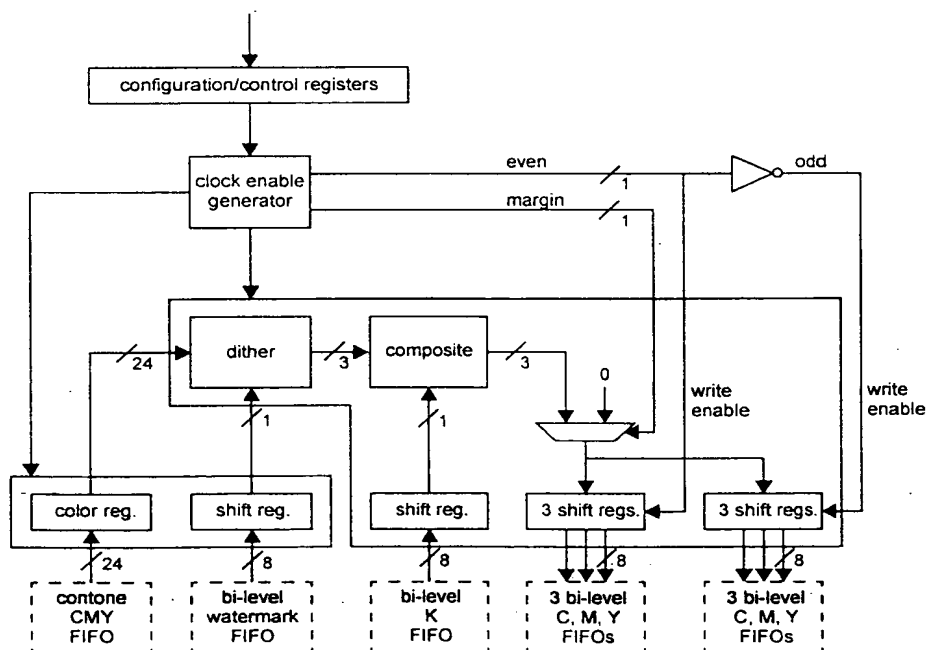 configuration/control registers
even
odd
clock enable
generator
1
margin
1
dither
composite
24
3
3
0
write
enable
write
enable
1
1
color reg.
shift reg.
shift reg.
3 shift regs.
3 shift regs.
24
8
8
8
8
contone
CMY
FIFO
bi-level
watermark
FIFO
bi-level
K
FIFO
3 bi-level
C, M, Y
FIFOs
3 bi-level
C, M, Y
FIFOs